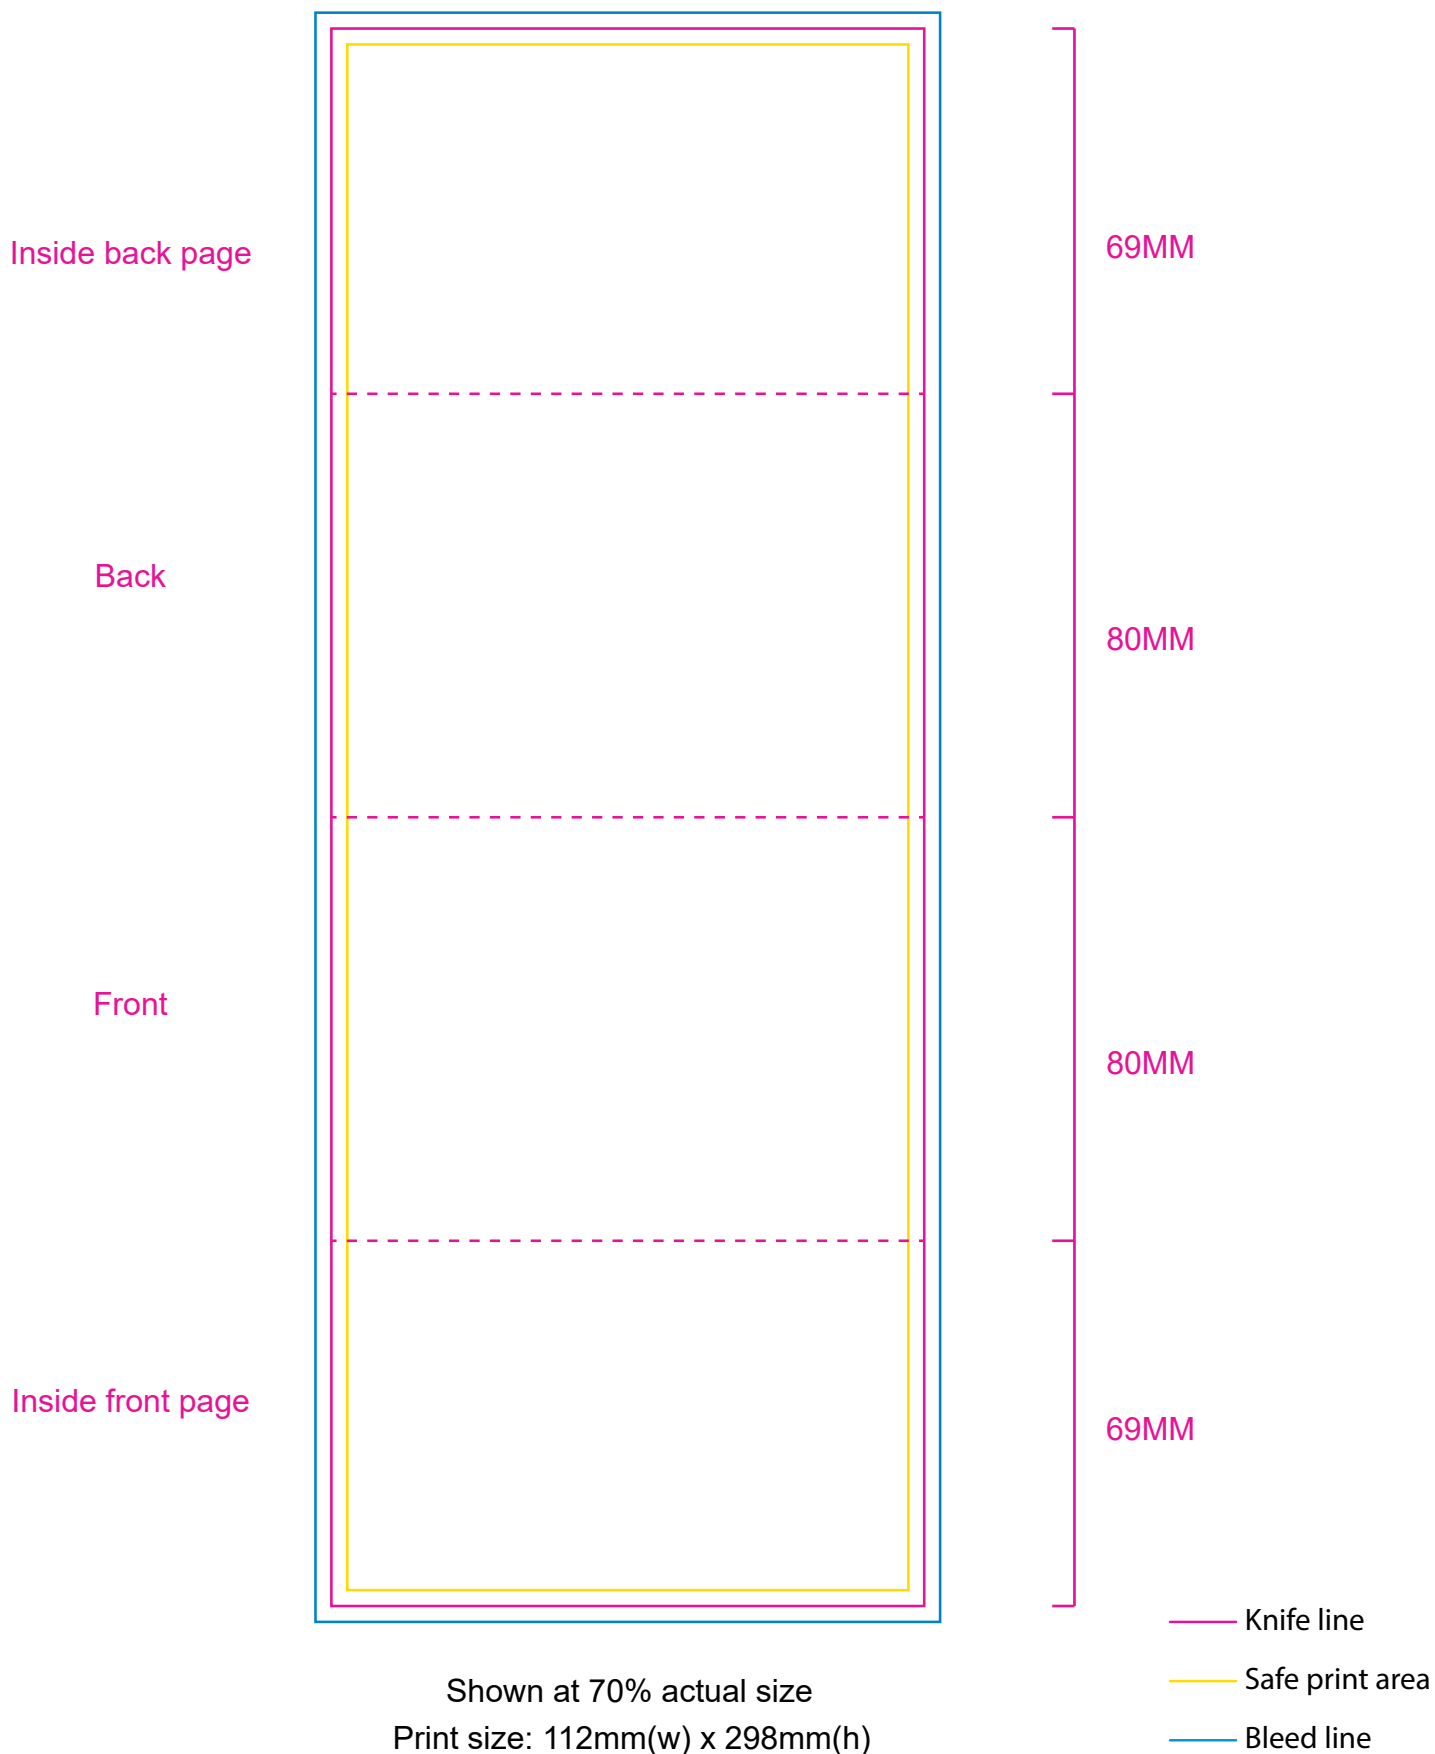 Inside back page
69MM
Back
80MM
Front
80MM
Inside front page
69MM
Knife line
Safe print area
Bleed line
Shown at 70% actual size
Print size: 112mm(w) x 298mm(h)